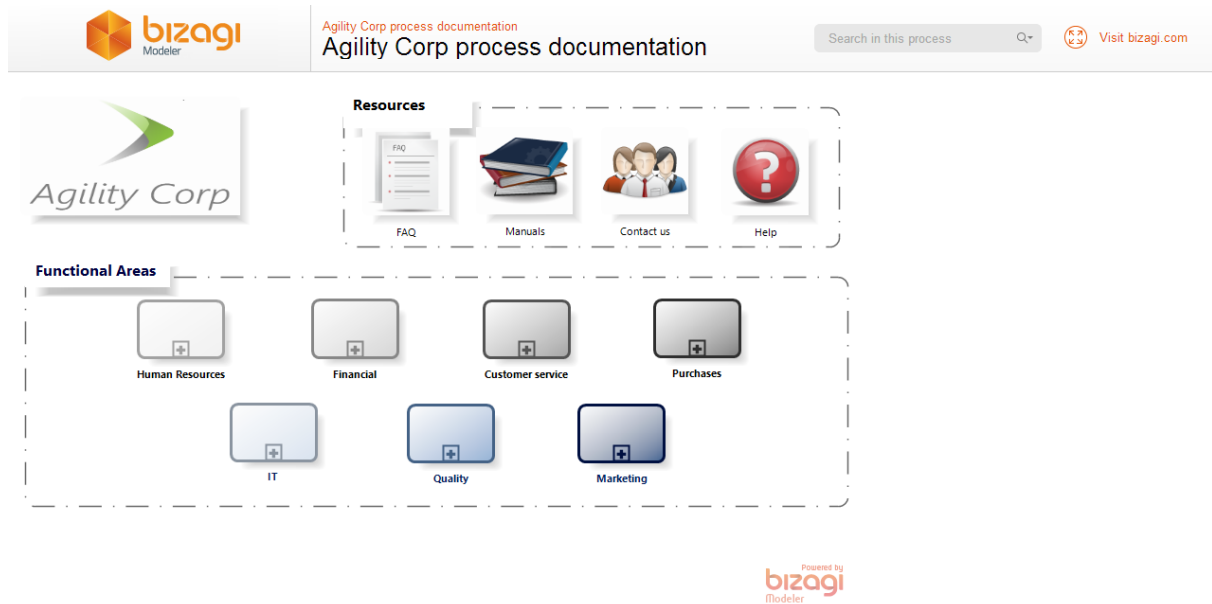 bizagi
Modeler
Agility Corp process documentation
Agility Corp process documentation
Search in this process
Visit bizagi.com
Agility Corp
Resources
FAQ
FAQ
Manuals
Contact us
Help
Functional Areas
Human Resources
Financial
Customer service
Purchases
IT
Quality
Marketing
Powered by
bizagi
Modeler